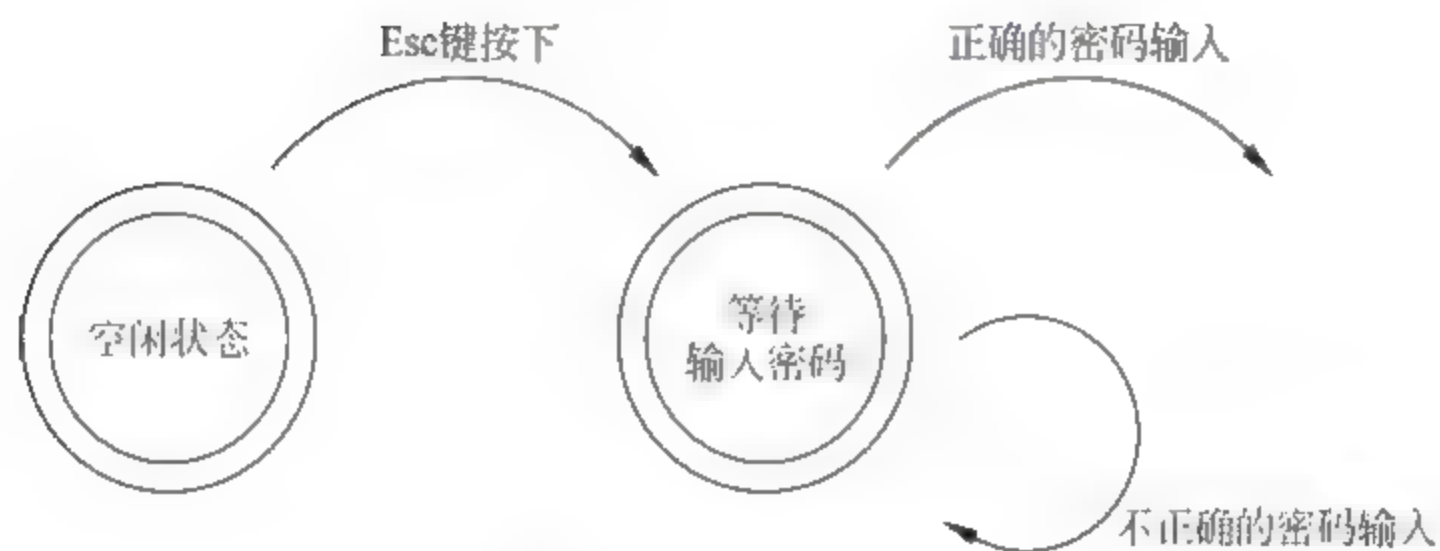 Esc键按下
正确的密码输入
空闲状态
等待
输入密码
不正确的密码输入